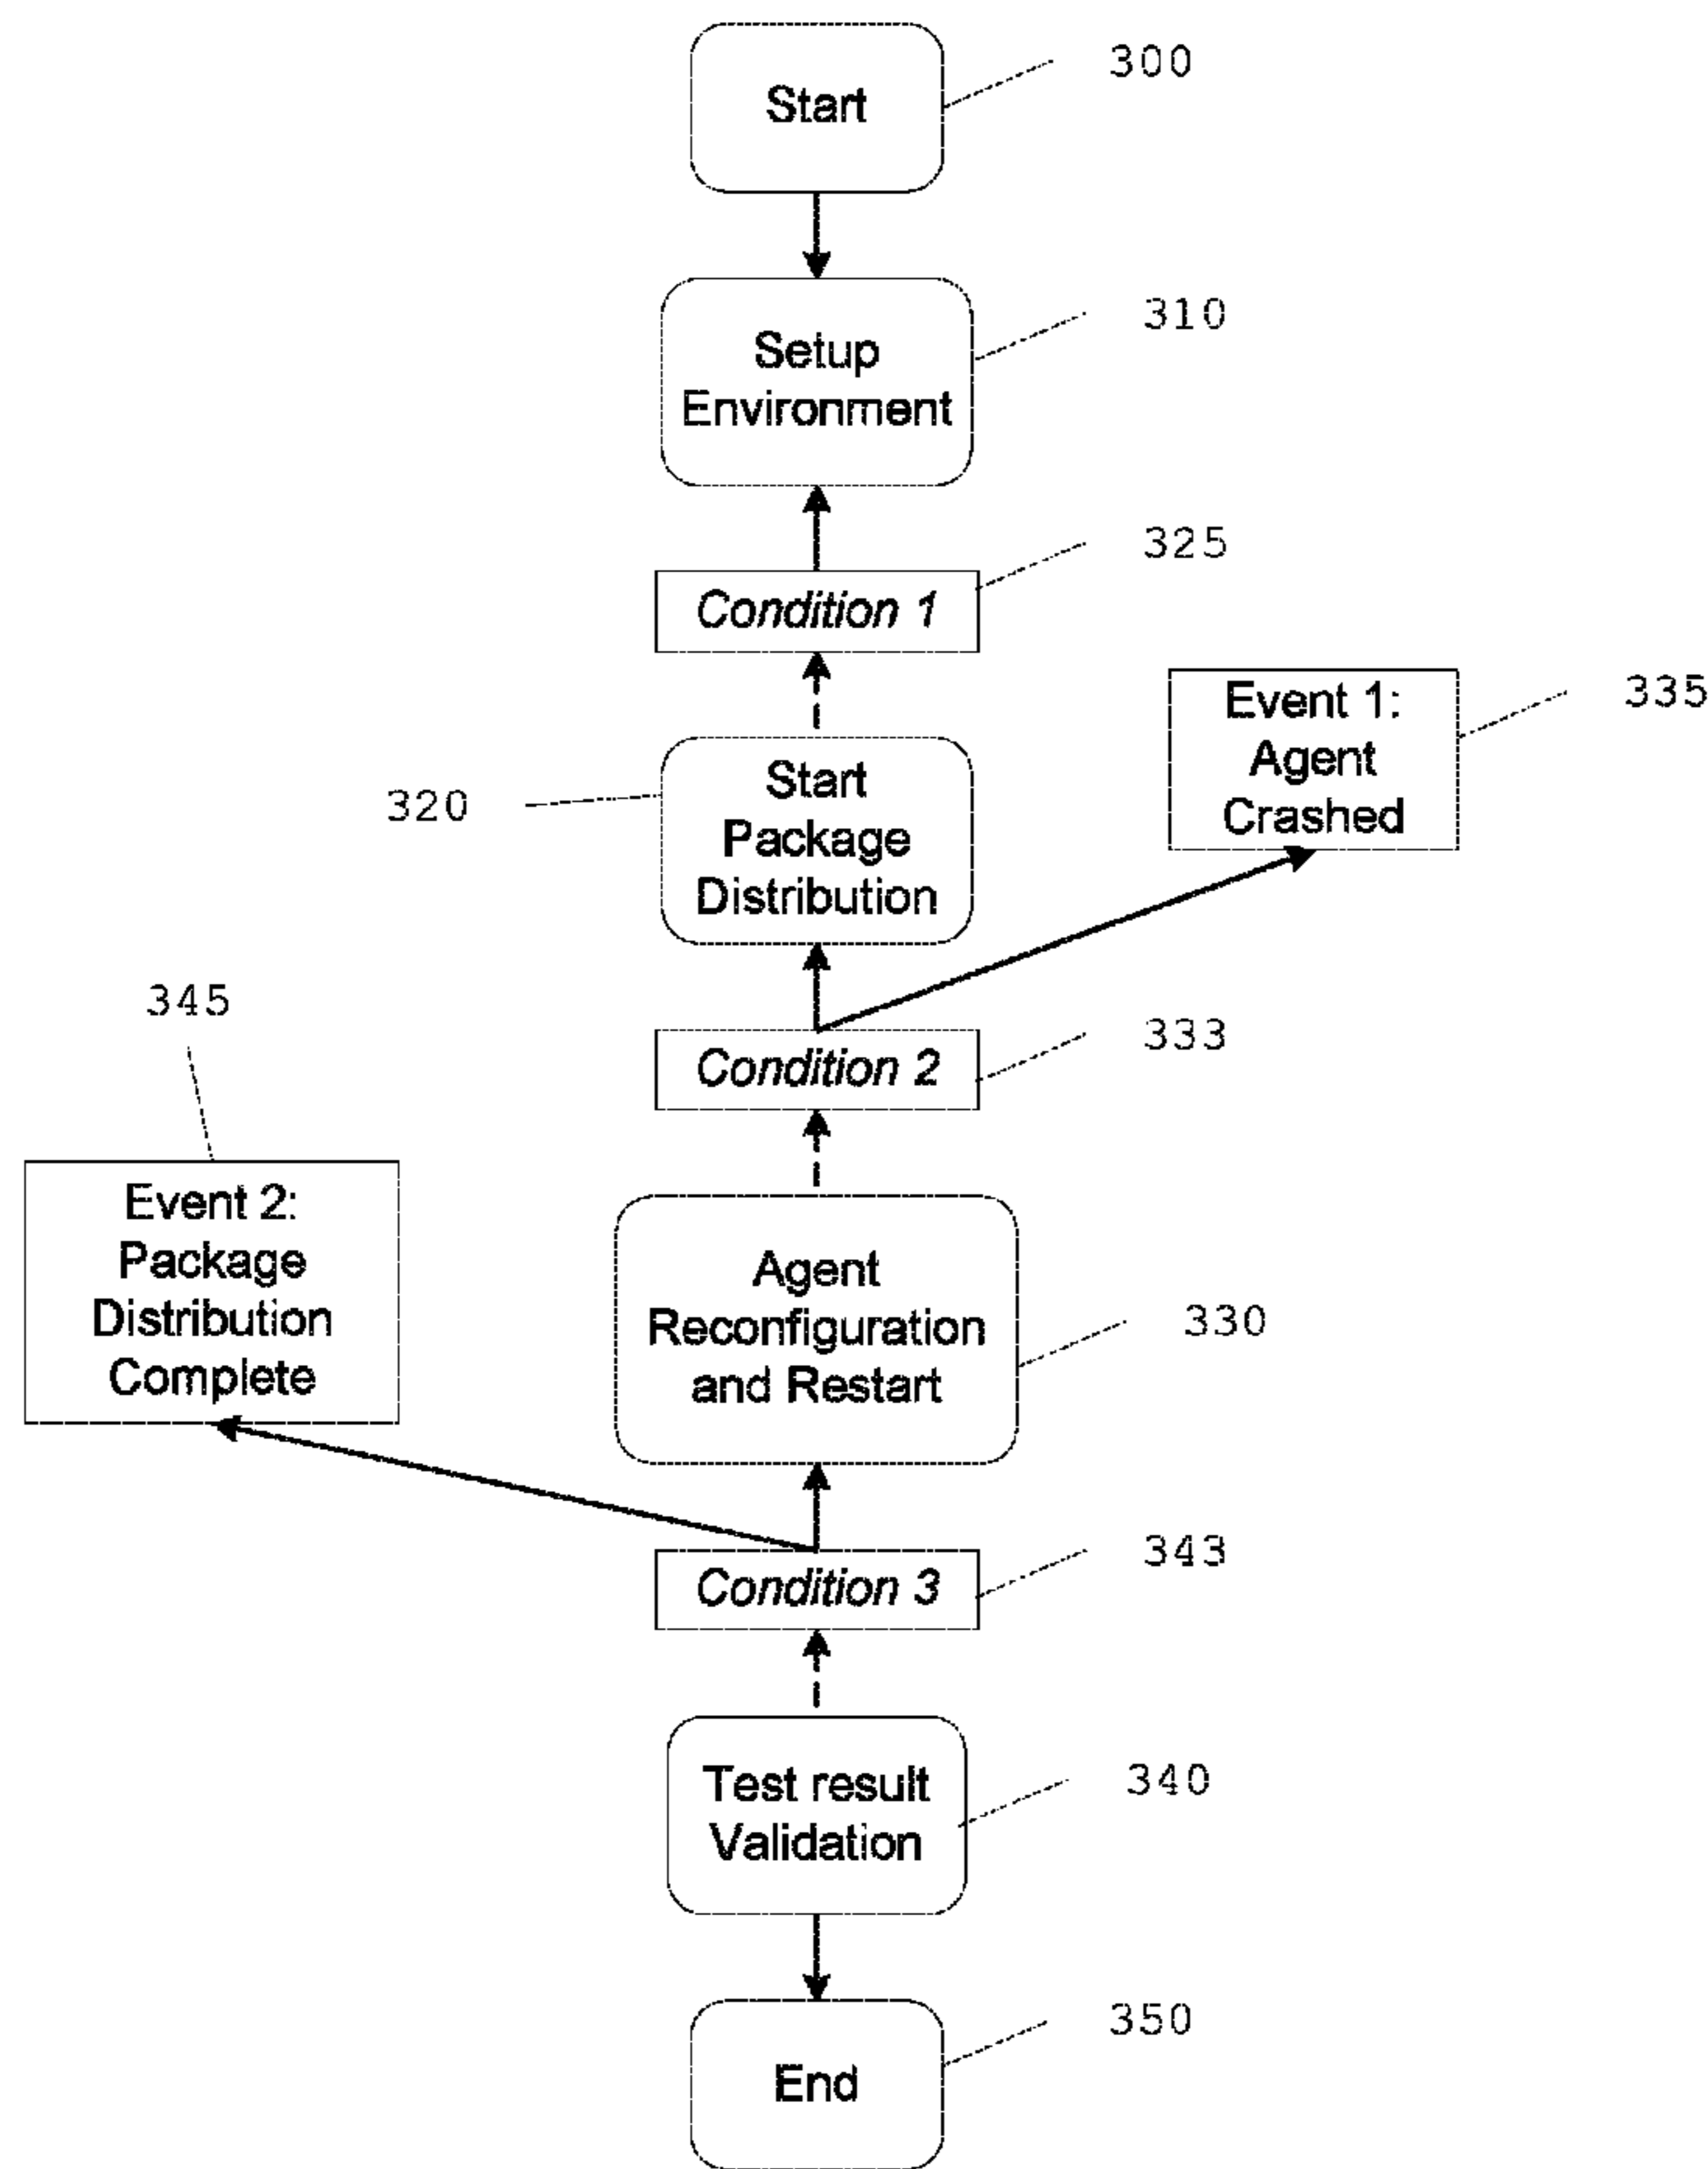 Start
300
Setup
Environment
310
325
Condition 1
Event 1:
Agent
Crashed
335
320
Start
Package
Distribution
345
333
Condition 2
Event 2:
Package
Distribution
Complete
Agent
Reconfiguration
and Restart
330
343
Condition 3
Test result
Validation
340
350
End